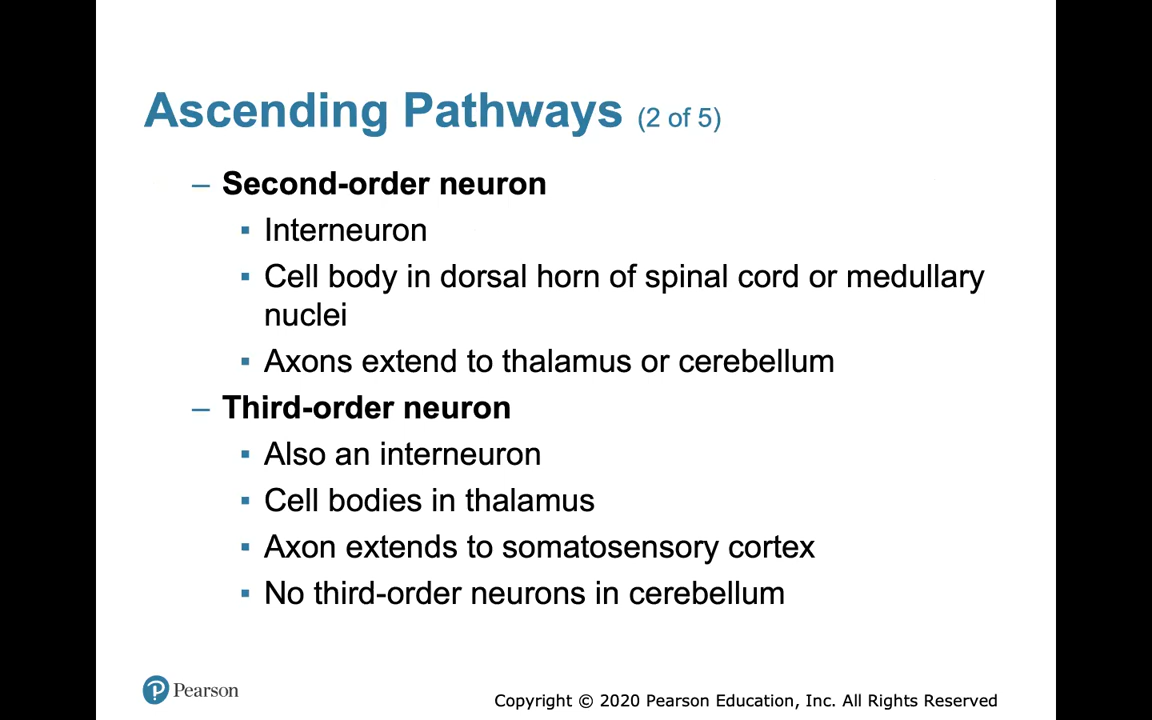 Ascending Pathways (2 of 5)
– Second-order neuron
▪ Interneuron
▪ Cell body in dorsal horn of spinal cord or medullary
nuclei
▪ Axons extend to thalamus or cerebellum
– Third-order neuron
▪ Also an interneuron
▪ Cell bodies in thalamus
▪ Axon extends to somatosensory cortex
▪ No third-order neurons in cerebellum
P Pearson
Copyright © 2020 Pearson Education, Inc. All Rights Reserved